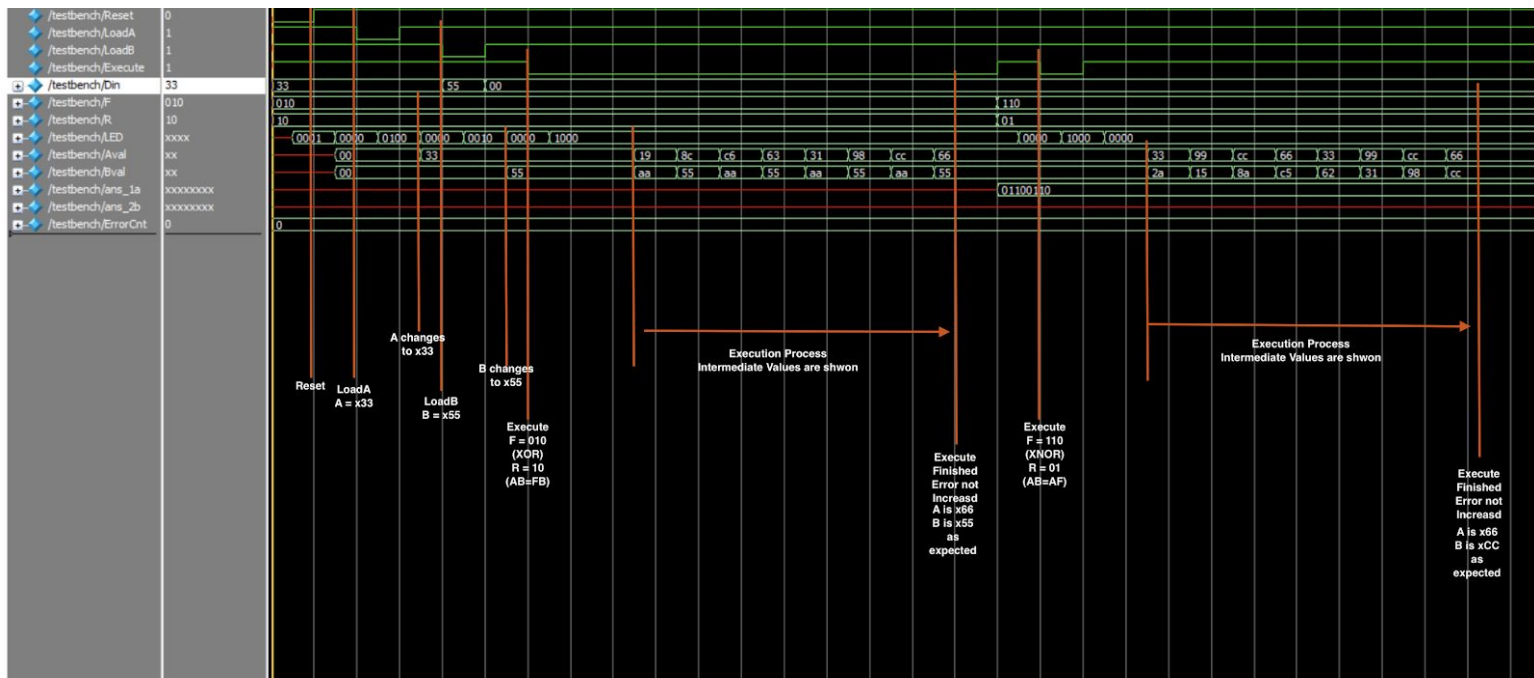 /testbench/Reset 0
/testbench/LoadA 1
/testbench/LoadB 1
/testbench/Execute 1
/testbench/Din 33 33 55 00
/testbench/F 010 010 110
/testbench/R 10 10 01
/testbench/LED xxxx 0001 0000 0100 0000 0010 0000 1000 0000 1000 0000
/testbench/Aval xx 00 33 19 8c c6 63 31 98 cc 66 33 99 cc 66 33 99 cc 66
/testbench/Bval xx 00 55 aa 55 aa 55 aa 55 aa 55 2a 15 8a c5 62 31 98 cc
/testbench/ans_1a xxxxxxxx 01100110
/testbench/ans_2b xxxxxxxx
/testbench/ErrorCnt 0 0
Reset
LoadA
A = x33
A changes
to x33
LoadB
B = x55
B changes
to x55
Execute
F = 010
(XOR)
R = 10
(AB=FB)
Execution Process
Intermediate Values are shwon
Execute
Finished
Error not
Increasd
A is x66
B is x55
as
expected
Execute
F = 110
(XNOR)
R = 01
(AB=AF)
Execution Process
Intermediate Values are shwon
Execute
Finished
Error not
Increasd
A is x66
B is xCC
as
expected